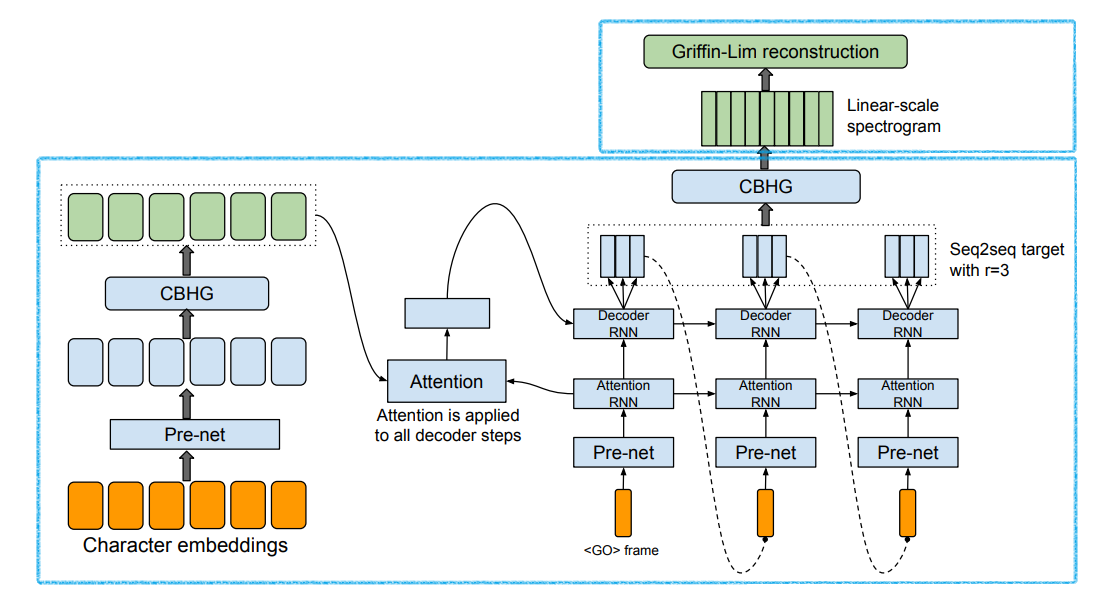 Griffin-Lim reconstruction
Linear-scale
spectrogram
CBHG
Seq2seq target
with r=3
CBHG
Decoder
RNN
Decoder
RNN
Decoder
RNN
Attention
Attention is applied
to all decoder steps
Attention
RNN
Attention
RNN
Attention
RNN
Pre-net
Pre-net
Pre-net
Pre-net
Character embeddings
<GO> frame